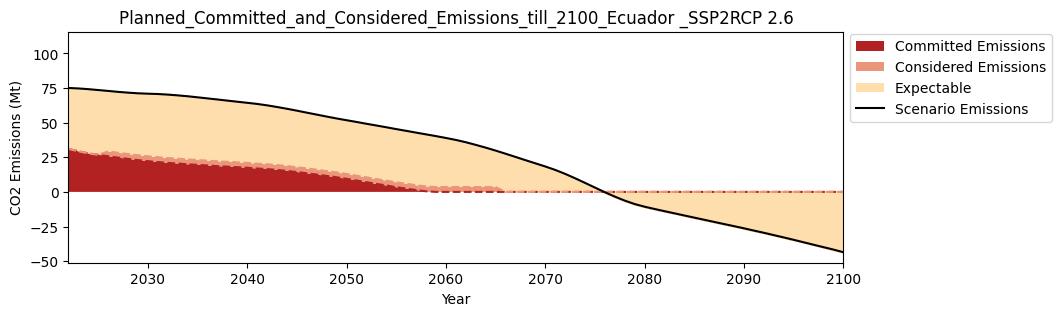 Planned_Committed_and_Considered_Emissions_till_2100_Ecuador _SSP2RCP 2.6
Committed Emissions
Considered Emissions
Expectable
Scenario Emissions
CO2 Emissions (Mt)
100
75
50
25
0
−25
−50
2030
2040
2050
2060
2070
2080
2090
2100
Year